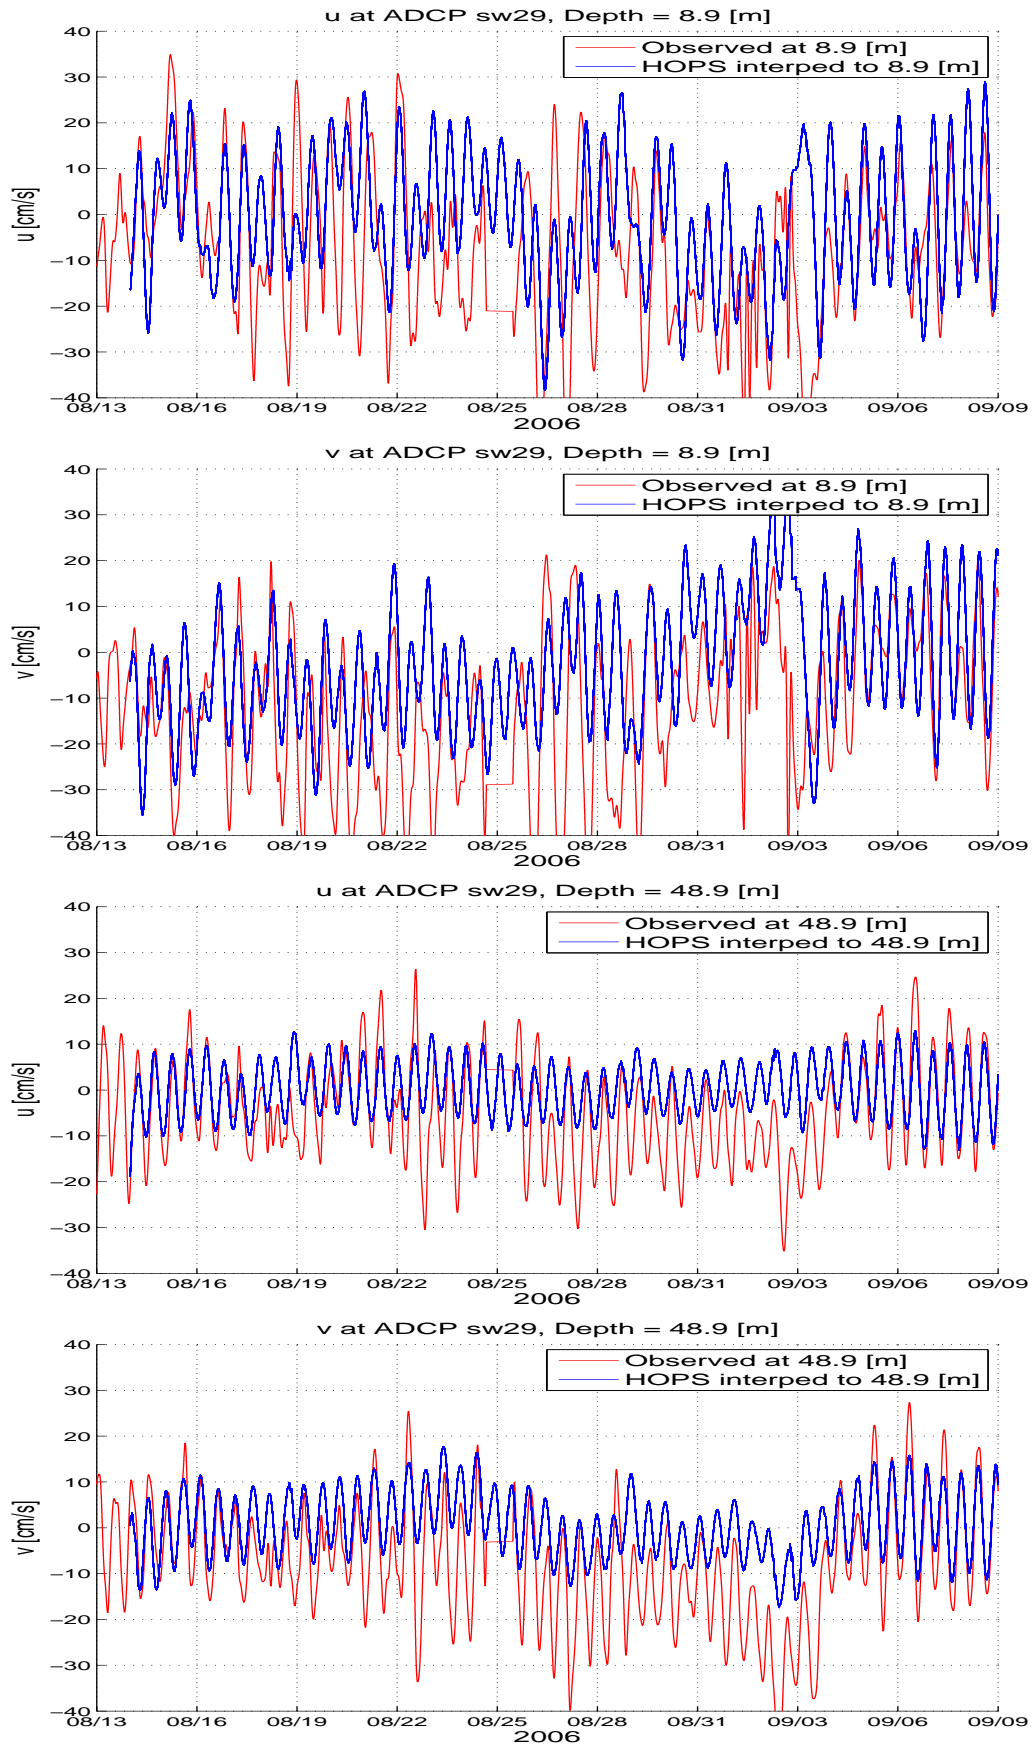 u at ADCP sw29, Depth = 8.9 [m]
40
30
20
10
0
−10
−20
−30
−40
u [cm/s]
Observed at 8.9 [m]
HOPS interped to 8.9 [m]
08/13 08/16 08/19 08/22 08/25 08/28 08/31 09/03 09/06 09/09
2006
v at ADCP sw29, Depth = 8.9 [m]
40
30
20
10
0
−10
−20
−30
−40
v [cm/s]
Observed at 8.9 [m]
HOPS interped to 8.9 [m]
08/13 08/16 08/19 08/22 08/25 08/28 08/31 09/03 09/06 09/09
2006
u at ADCP sw29, Depth = 48.9 [m]
40
30
20
10
0
−10
−20
−30
−40
u [cm/s]
Observed at 48.9 [m]
HOPS interped to 48.9 [m]
08/13 08/16 08/19 08/22 08/25 08/28 08/31 09/03 09/06 09/09
2006
v at ADCP sw29, Depth = 48.9 [m]
40
30
20
10
0
−10
−20
−30
−40
v [cm/s]
Observed at 48.9 [m]
HOPS interped to 48.9 [m]
08/13 08/16 08/19 08/22 08/25 08/28 08/31 09/03 09/06 09/09
2006